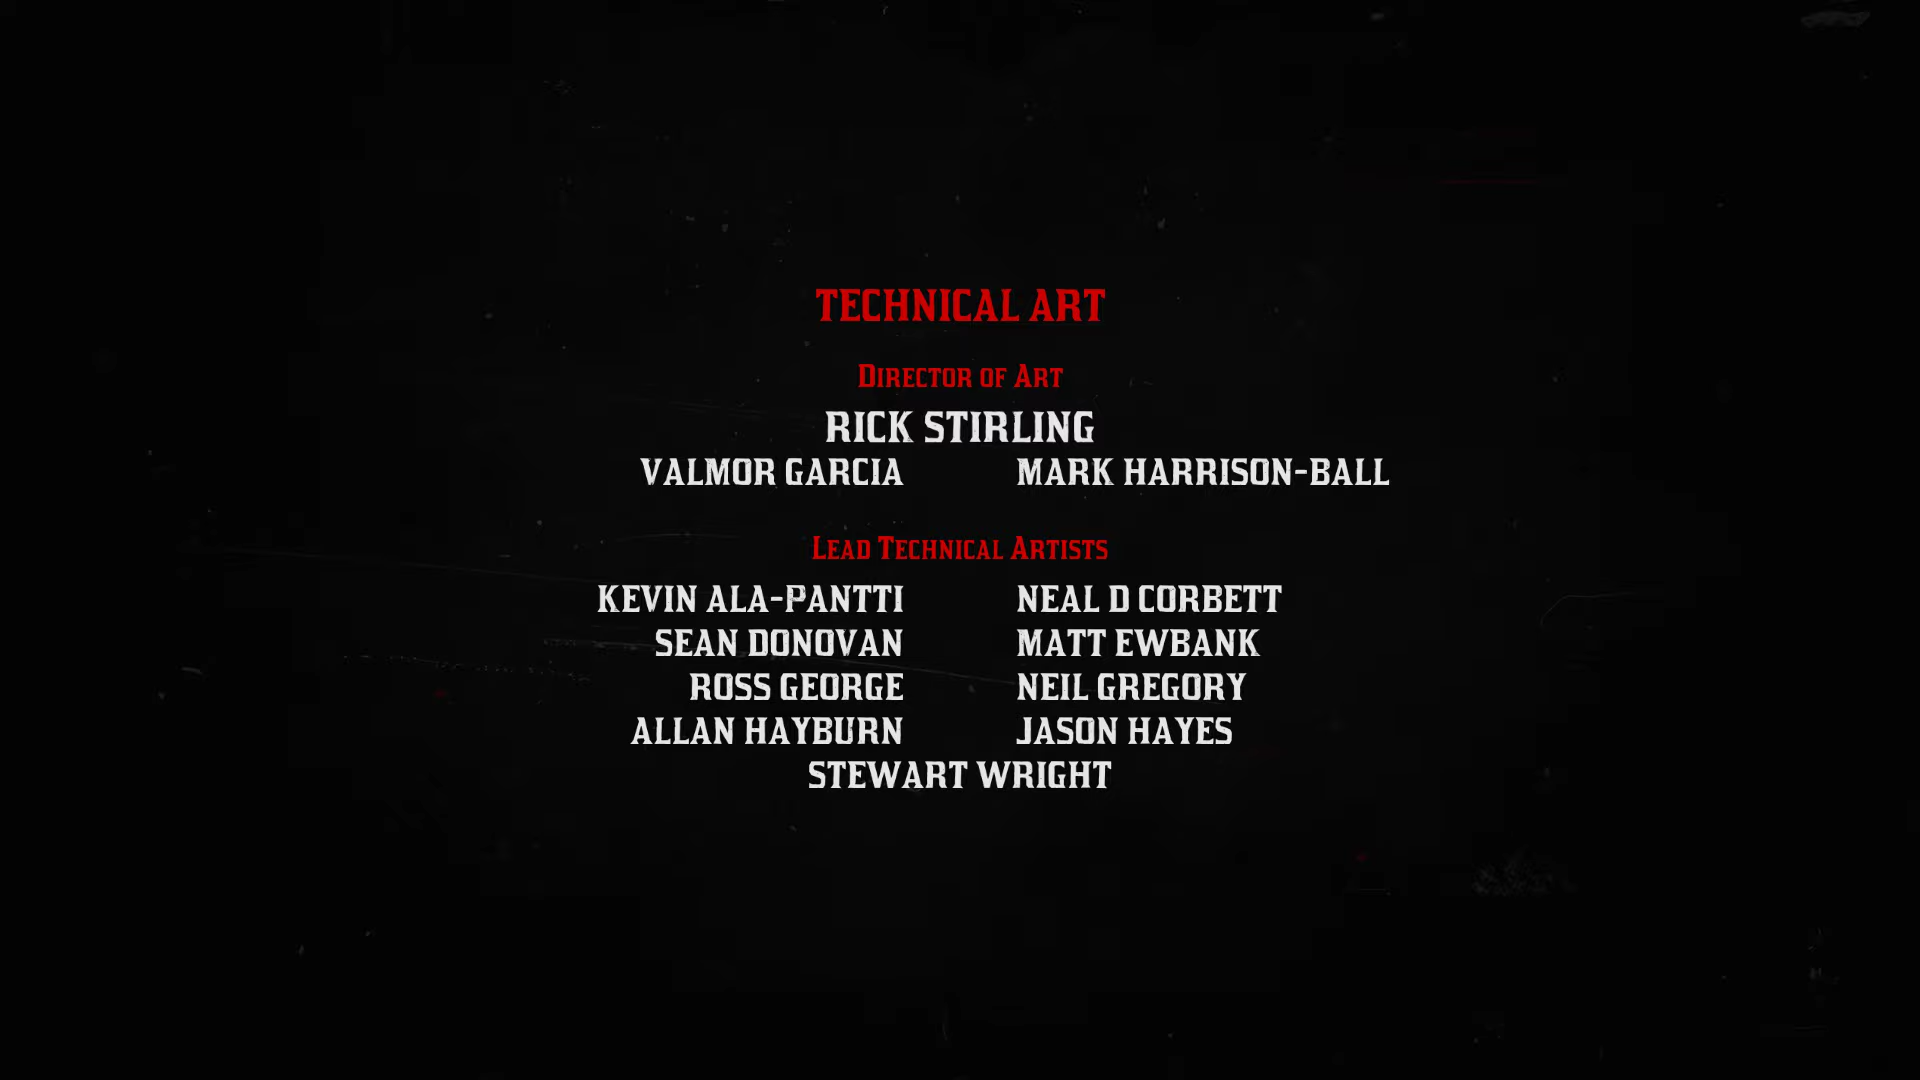 TECHNICAL ART
DIRECTOR OF ART
RICK STIRLING
VALMOR GARCIA MARK HARRISON-BALL
LEAD TECHNICAL ARTISTS
KEVIN ALA-PANTTI NEAL D CORBETT
SEAN DONOVAN MATT EWBANK
ROSS GEORGE NEIL GREGORY
ALLAN HAYBURN JASON HAYES
STEWART WRIGHT